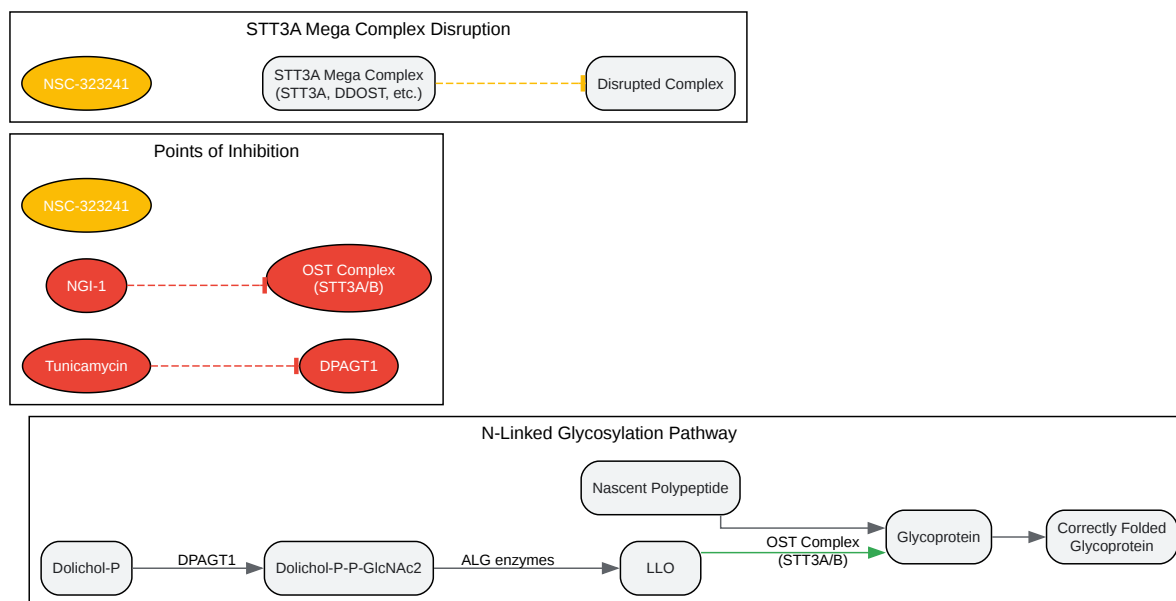 STT3A Mega Complex Disruption
NSC-323241
STT3A Mega Complex
(STT3A, DDOST, etc.)
Disrupted Complex
Points of Inhibition
NSC-323241
NGI-1
OST Complex
(STT3A/B)
Tunicamycin
DPAGT1
N-Linked Glycosylation Pathway
Nascent Polypeptide
Dolichol-P
DPAGT1
Dolichol-P-P-GlcNAc2
ALG enzymes
LLO
OST Complex
(STT3A/B)
Glycoprotein
Correctly Folded
Glycoprotein